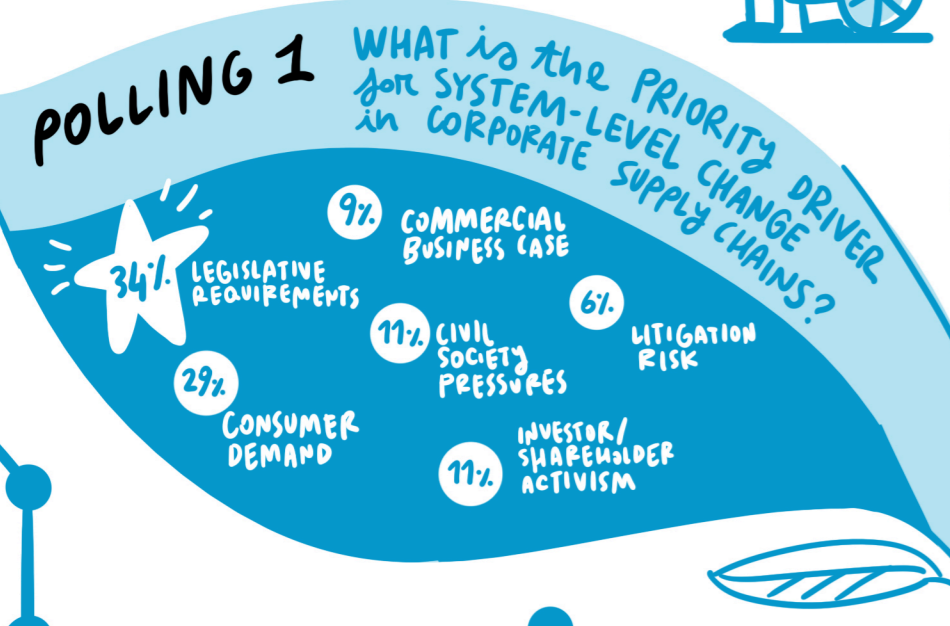 POLLING 1
WHAT is the PRIORITY DRIVER
for SYSTEM-LEVEL CHANGE
in CORPORATE SUPPLY CHAINS?
34%
LEGISLATIVE
REQUIREMENTS
9%
COMMERCIAL
BUSINESS CASE
11%
CIVIL
SOCIETY
PRESSURES
6%
LITIGATION
RISK
29%
CONSUMER
DEMAND
11%
INVESTOR/
SHAREHOLDER
ACTIVISM